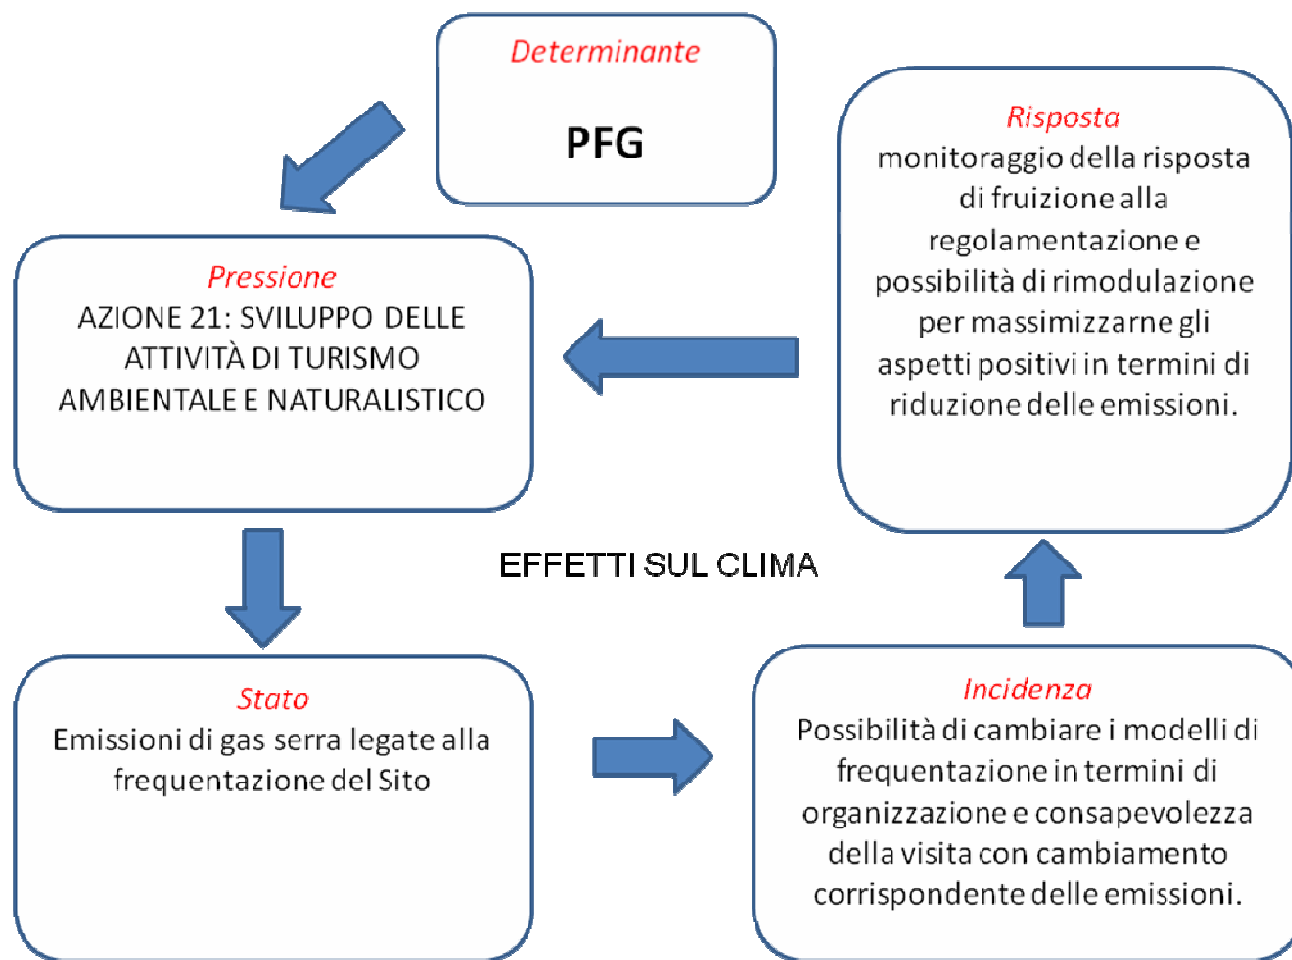 Determinante
PFG
Pressione
AZIONE 21: SVILUPPO DELLE
ATTIVITÀ DI TURISMO
AMBIENTALE E NATURALISTICO
Risposta
monitoraggio della risposta
di fruizione alla
regolamentazione e
possibilità di rimodulazione
per massimizzarne gli
aspetti positivi in termini di
riduzione delle emissioni.
EFFETTI SUL CLIMA
Stato
Emissioni di gas serra legate alla
frequentazione del Sito
Incidenza
Possibilità di cambiare i modelli di
frequentazione in termini di
organizzazione e consapevolezza
della visita con cambiamento
corrispondente delle emissioni.